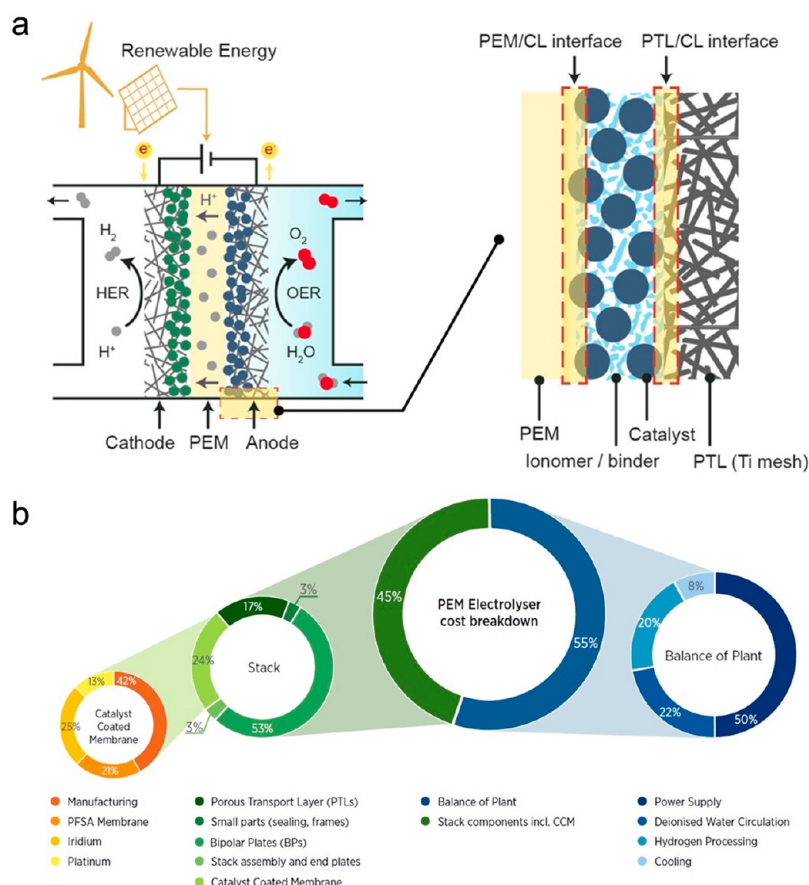 a
Renewable Energy
e-
e-
H+
H2
HER
H+
O2
OER
H2O
Cathode
PEM
Anode
PEM/CL interface
PTL/CL interface
PEM
Ionomer / binder
Catalyst
PTL (Ti mesh)
b
13%
42%
25%
21%
Catalyst
Coated
Membrane
17%
3%
24%
3%
53%
Stack
45%
55%
PEM Electrolyser
cost breakdown
8%
20%
22%
50%
Balance of Plant
Manufacturing
PFSA Membrane
Iridium
Platinum
Porous Transport Layer (PTLs)
Small parts (sealing, frames)
Bipolar Plates (BPs)
Stack assembly and end plates
Catalyst Coated Membrane
Balance of Plant
Stack components incl. CCM
Power Supply
Deionised Water Circulation
Hydrogen Processing
Cooling